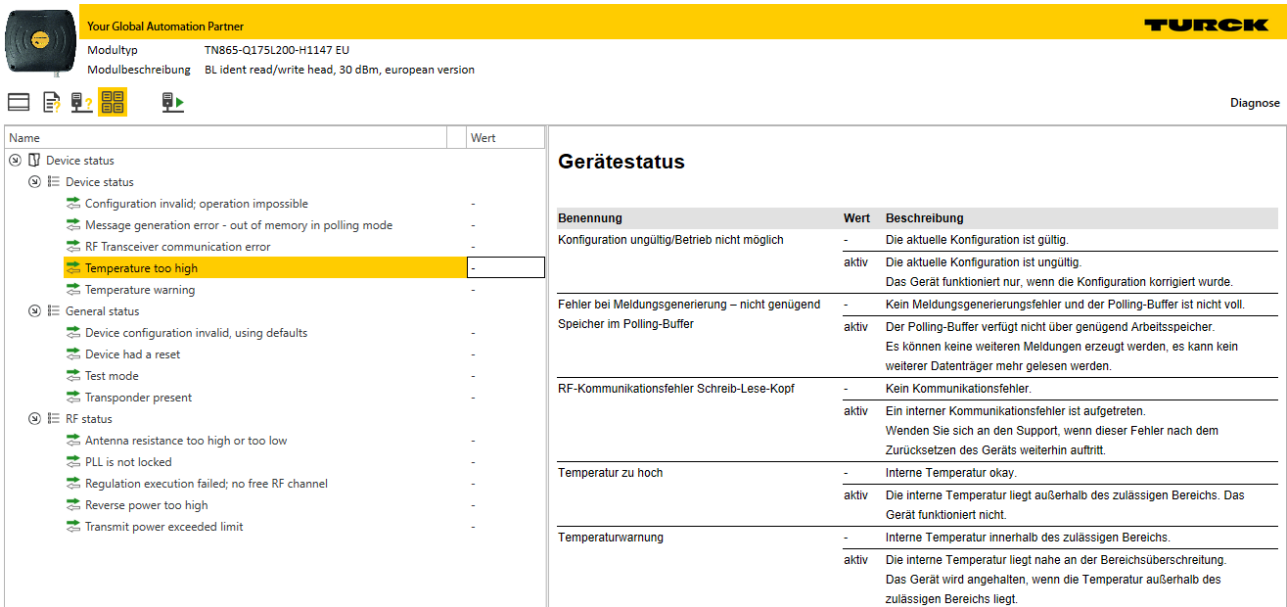 Your Global Automation Partner
TURCK
Modultyp TN865-Q175L200-H1147 EU
Modulbeschreibung BL ident read/write head, 30 dBm, european version
Diagnose
Name Wert
Device status
Device status
Configuration invalid; operation impossible -
Message generation error - out of memory in polling mode -
RF Transceiver communication error -
Temperature too high -
Temperature warning -
General status
Device configuration invalid, using defaults -
Device had a reset -
Test mode -
Transponder present -
RF status
Antenna resistance too high or too low -
PLL is not locked -
Regulation execution failed; no free RF channel -
Reverse power too high -
Transmit power exceeded limit -
Gerätestatus
Benennung Wert Beschreibung
Konfiguration ungültig/Betrieb nicht möglich - Die aktuelle Konfiguration ist gültig.
aktiv Die aktuelle Konfiguration ist ungültig.
Das Gerät funktioniert nur, wenn die Konfiguration korrigiert wurde.
Fehler bei Meldungsgenerierung – nicht genügend - Kein Meldungsgenerierungsfehler und der Polling-Buffer ist nicht voll.
Speicher im Polling-Buffer aktiv Der Polling-Buffer verfügt nicht über genügend Arbeitsspeicher.
Es können keine weiteren Meldungen erzeugt werden, es kann kein
weiterer Datenträger mehr gelesen werden.
RF-Kommunikationsfehler Schreib-Lese-Kopf - Kein Kommunikationsfehler.
aktiv Ein interner Kommunikationsfehler ist aufgetreten.
Wenden Sie sich an den Support, wenn dieser Fehler nach dem
Zurücksetzen des Geräts weiterhin auftritt.
Temperatur zu hoch - Interne Temperatur okay.
aktiv Die interne Temperatur liegt außerhalb des zulässigen Bereichs. Das
Gerät funktioniert nicht.
Temperaturwarnung - Interne Temperatur innerhalb des zulässigen Bereichs.
aktiv Die interne Temperatur liegt nahe an der Bereichsüberschreitung.
Das Gerät wird angehalten, wenn die Temperatur außerhalb des
zulässigen Bereichs liegt.